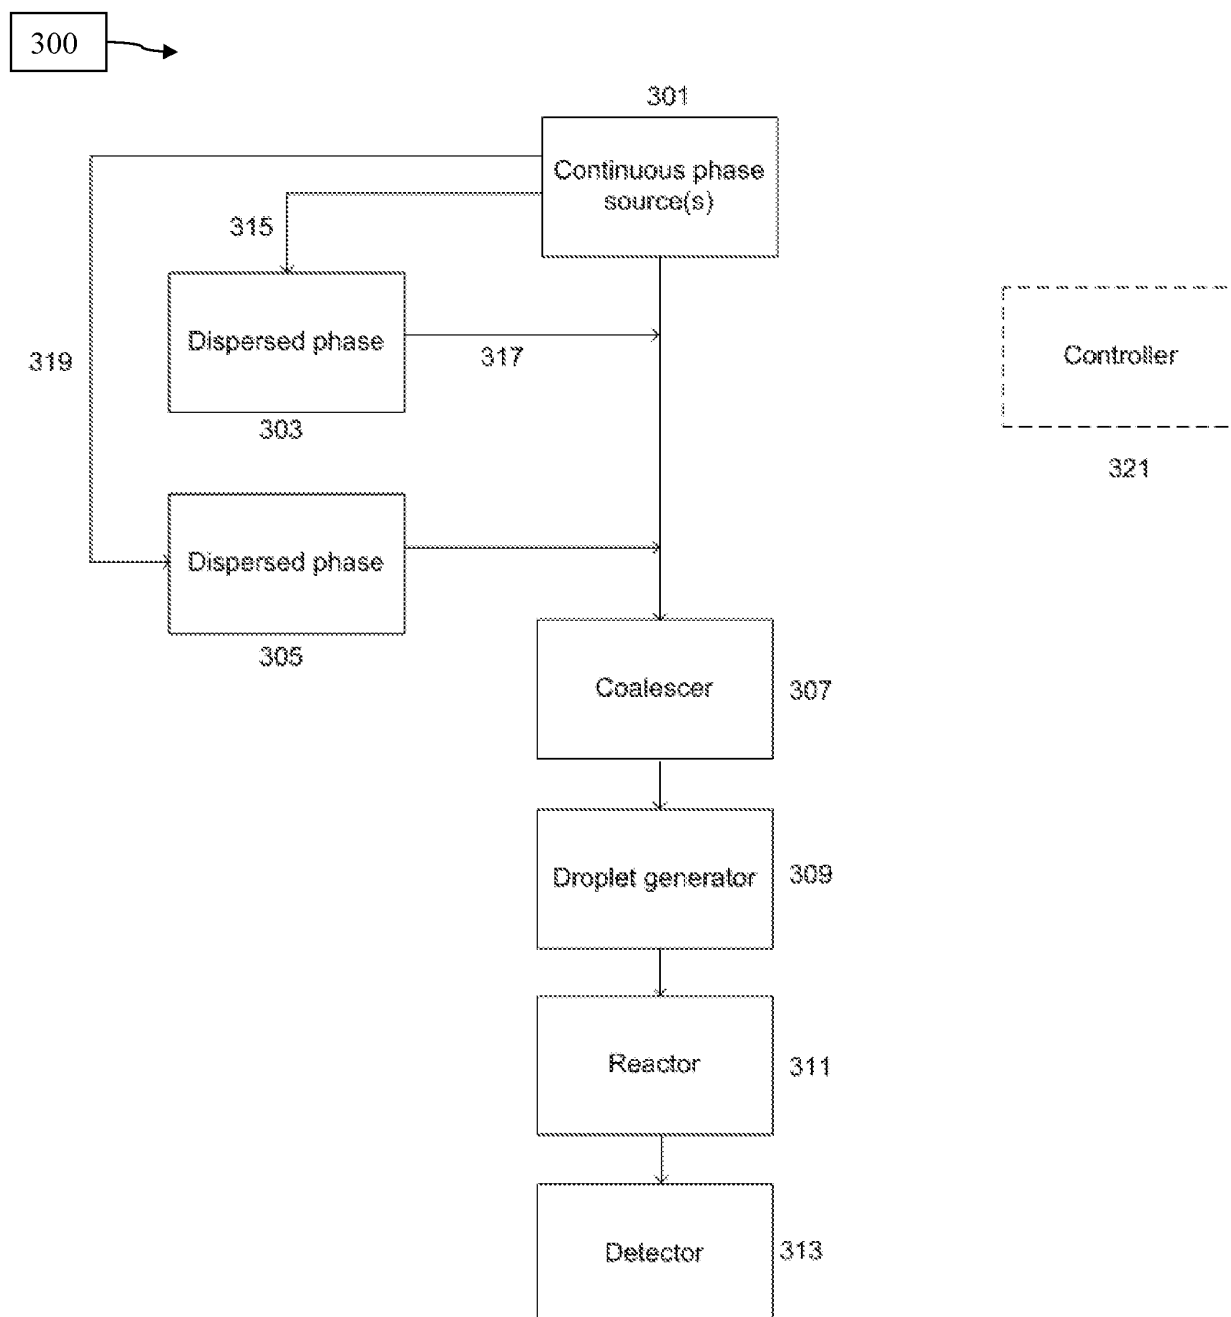 300
301
Continuous phase
source(s)
315
Dispersed phase
317
303
319
Controller
321
Dispersed phase
305
Coalescer
307
Droplet generator
309
Reactor
311
Detector
313